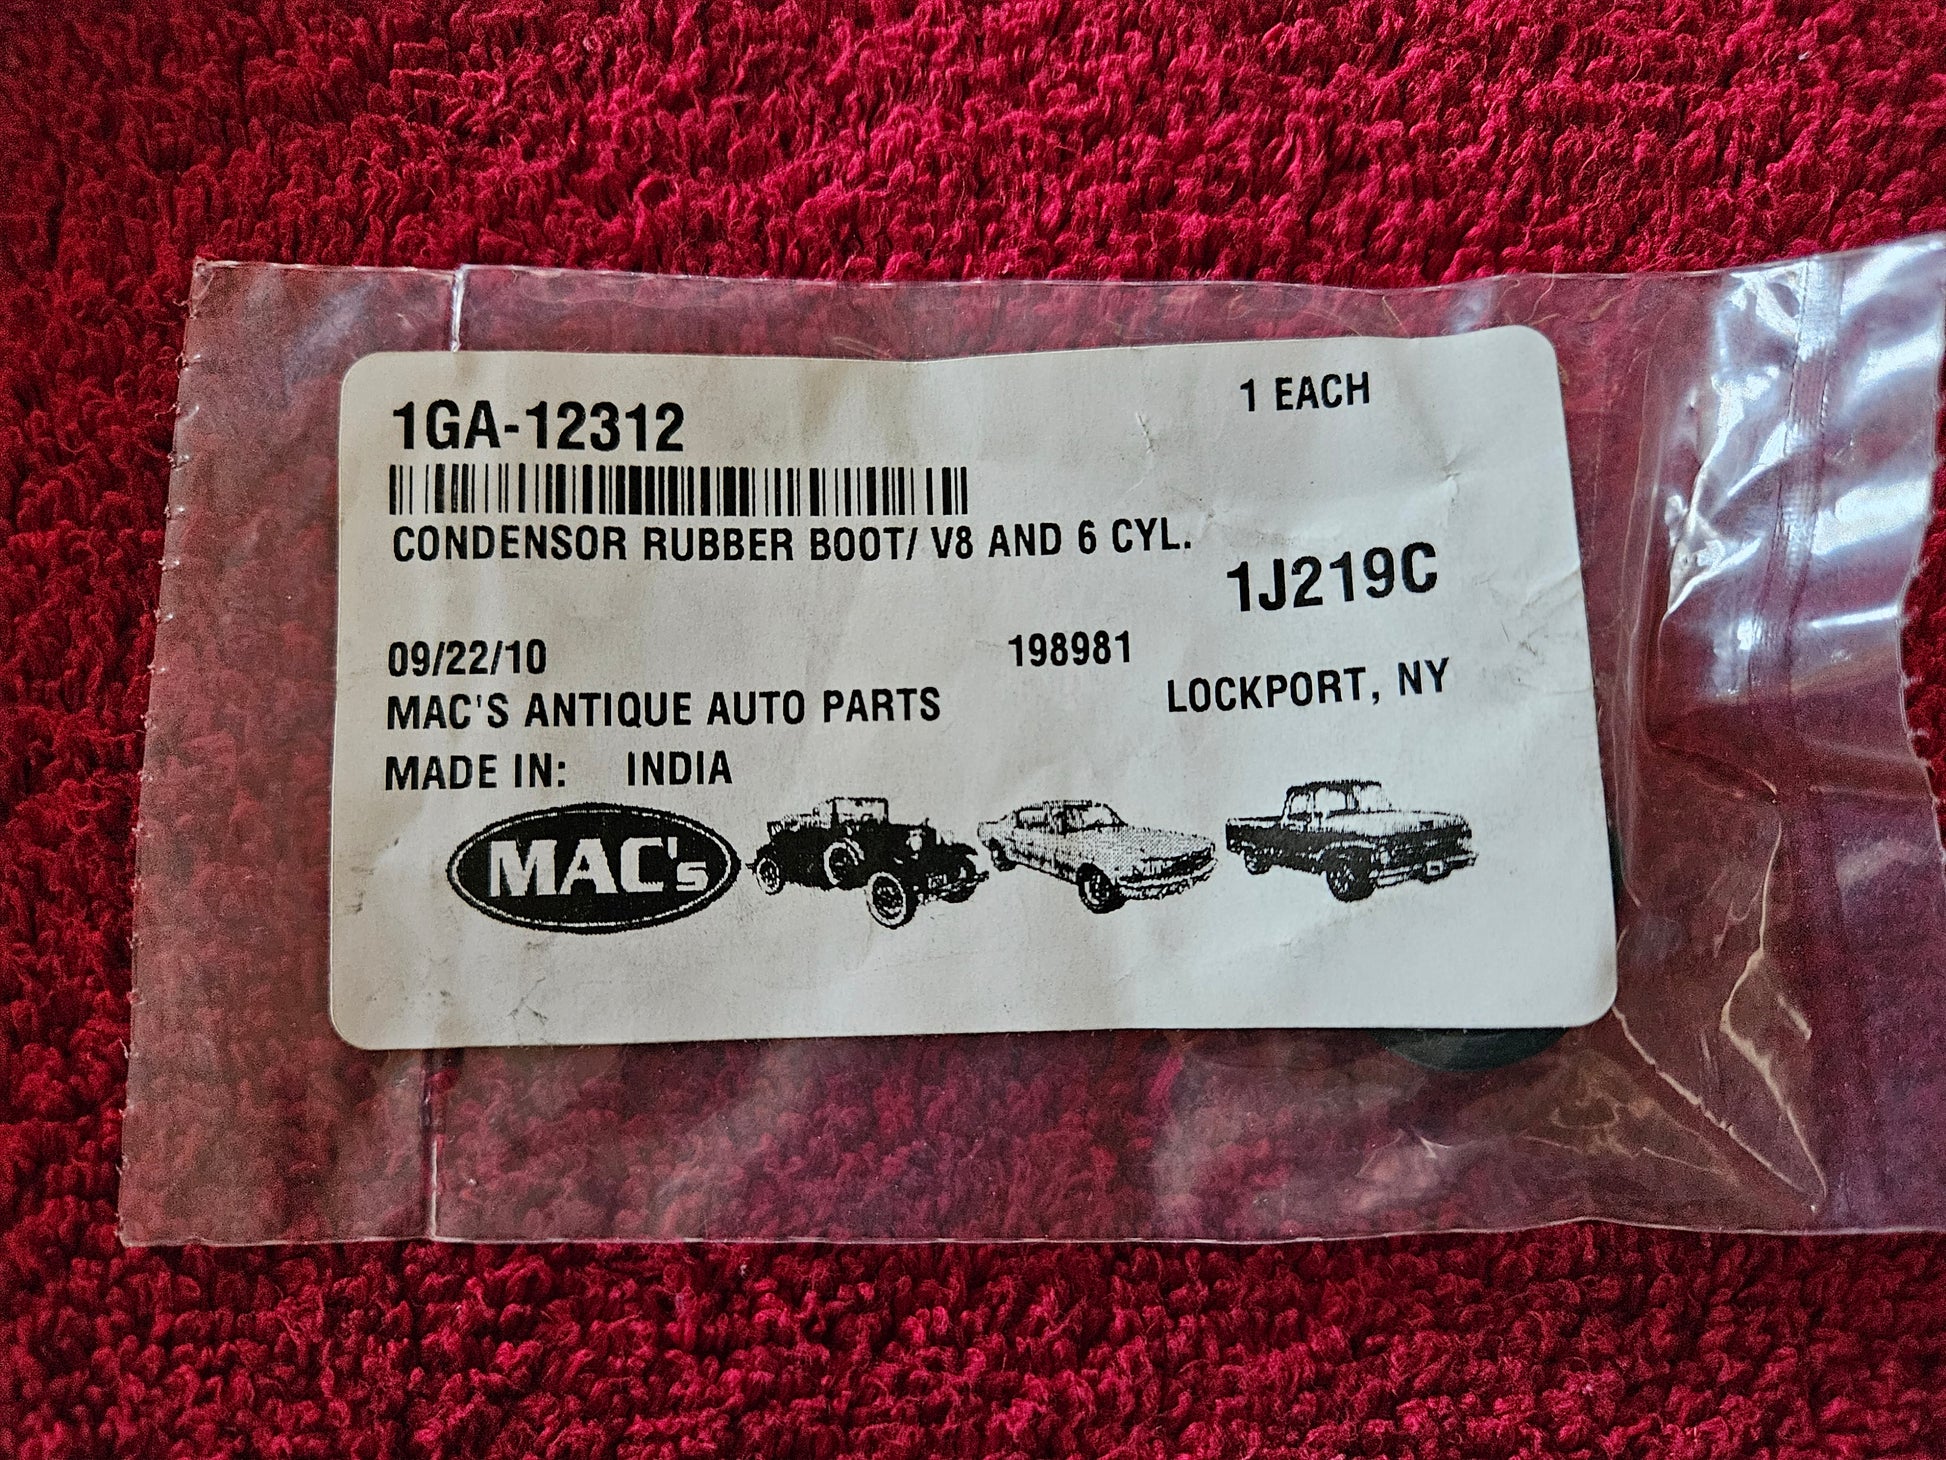 1GA-12312
1 EACH
CONDENSOR RUBBER BOOT/ V8 AND 6 CYL.
1J219C
09/22/10
198981
MAC'S ANTIQUE AUTO PARTS
LOCKPORT, NY
MADE IN: INDIA
MAC's